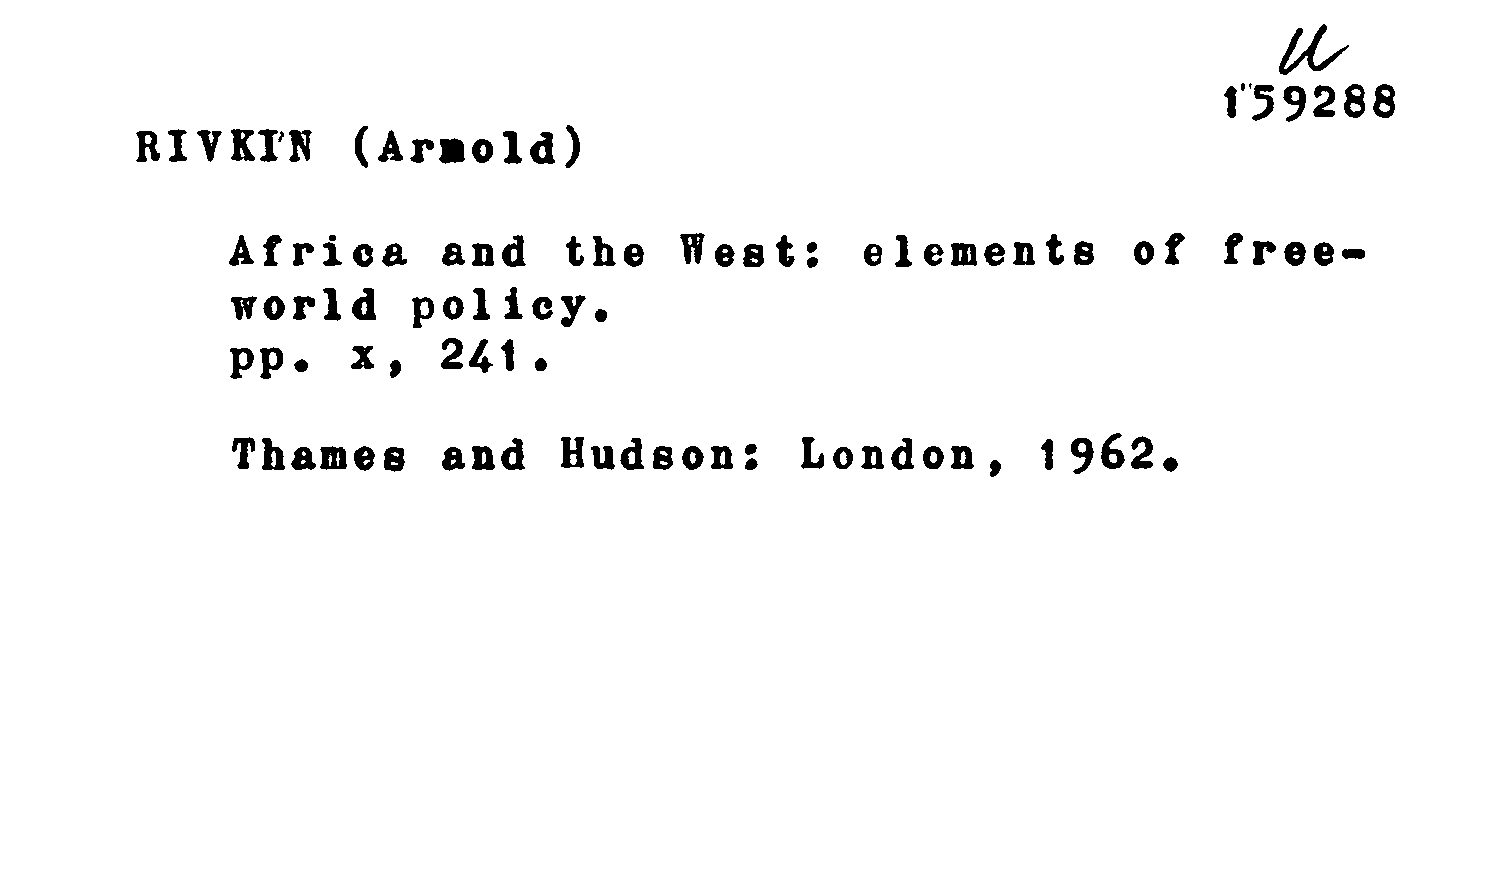 U
159288
RIVKIN (Arnold)
Africa and the West: elements of free-
world policy.
pp. x, 241.
Thames and Hudson: London, 1962.